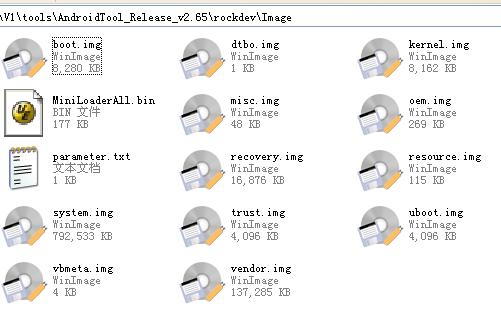 \V1\tools\AndroidTool_Release_v2.65\rockdev\Image
boot.img
WinImage
8,280 KB
dtbo.img
WinImage
1 KB
kernel.img
WinImage
8,162 KB
MiniLoaderAll.bin
BIN 文件
177 KB
misc.img
WinImage
48 KB
oem.img
WinImage
269 KB
parameter.txt
文本文档
1 KB
recovery.img
WinImage
16,876 KB
resource.img
WinImage
115 KB
system.img
WinImage
792,533 KB
trust.img
WinImage
4,096 KB
uboot.img
WinImage
4,096 KB
vbmeta.img
WinImage
4 KB
vendor.img
WinImage
137,285 KB